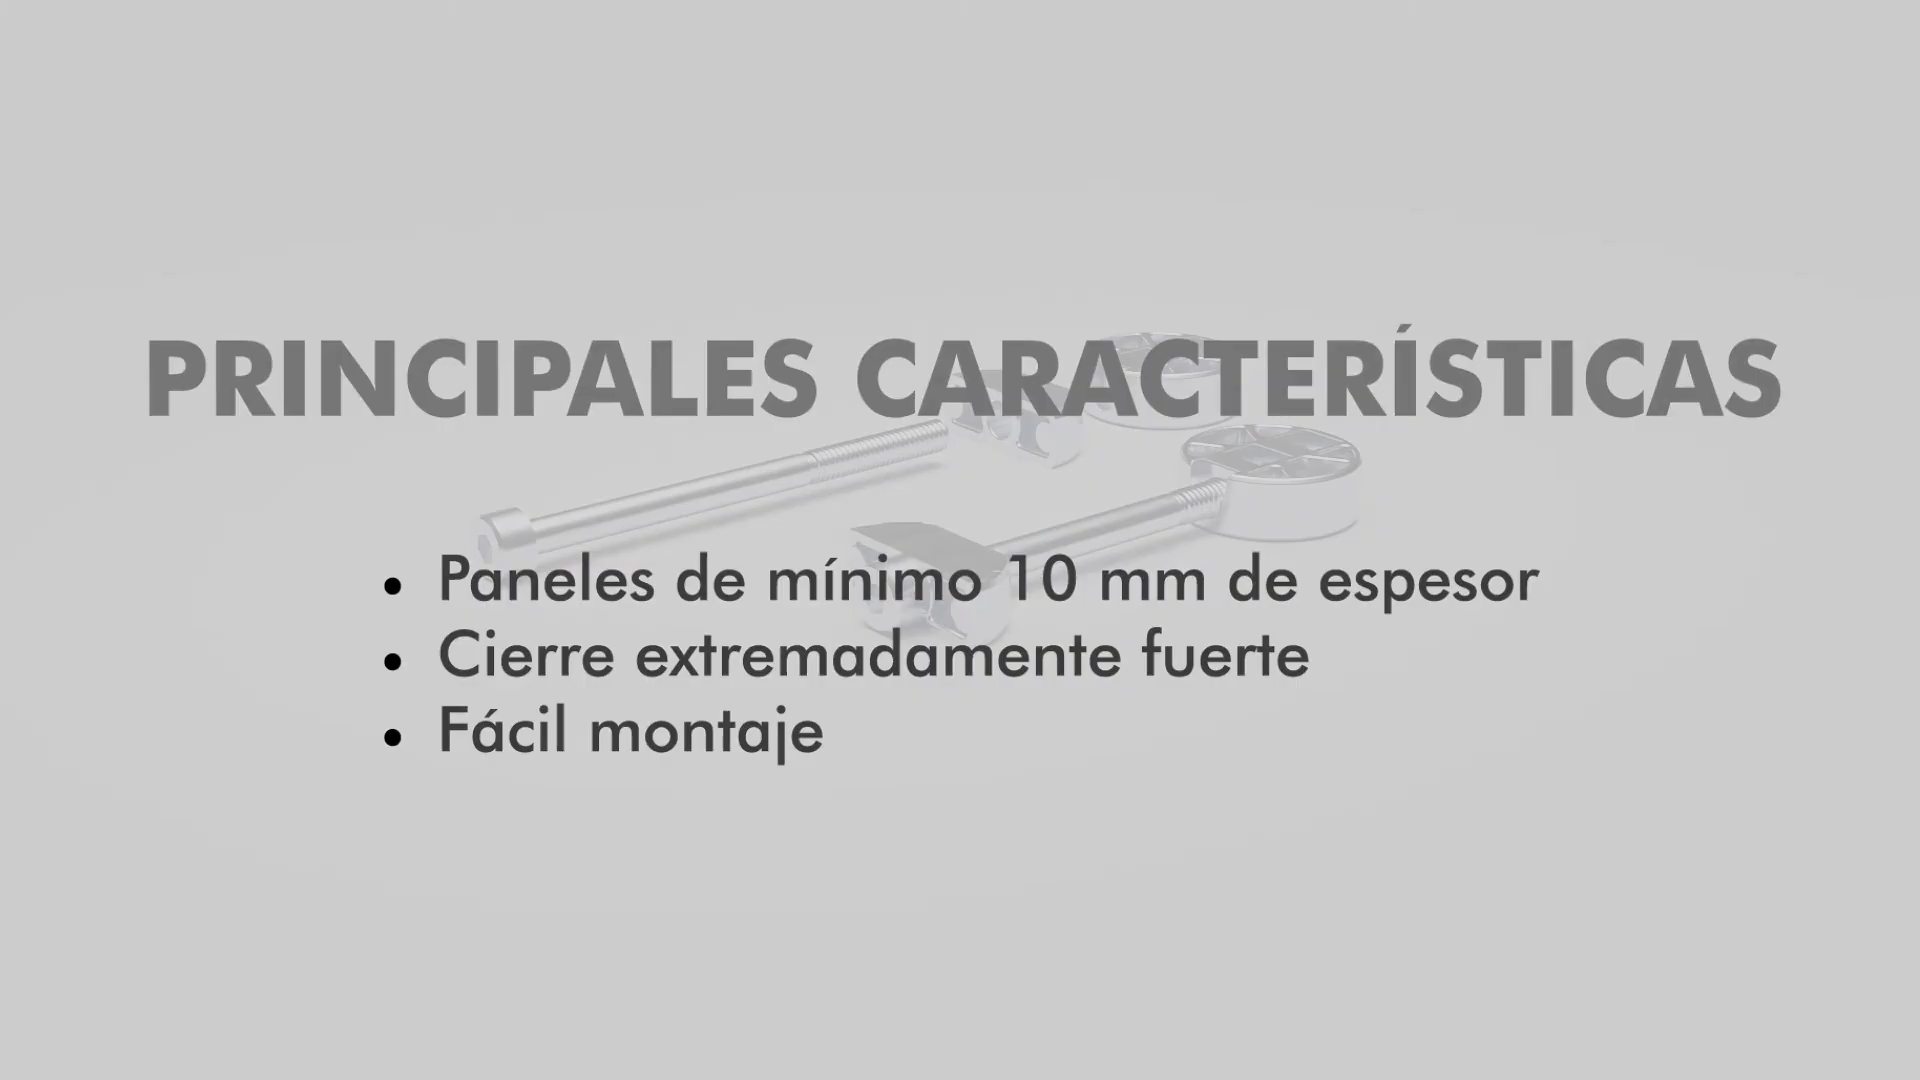 PRINCIPALES CARACTERÍSTICAS
• Paneles de mínimo 10 mm de espesor
• Cierre extremadamente fuerte
• Fácil montaje